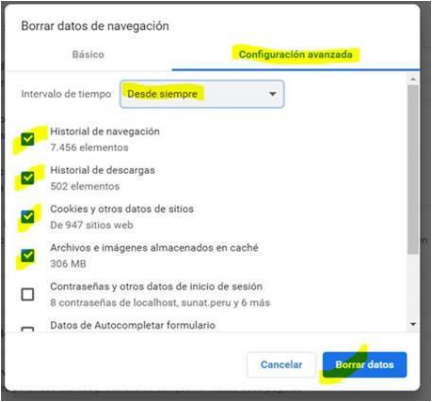 Borrar datos de navegación
Básico
Configuración avanzada
Intervalo de tiempo
Desde siempre
Historial de navegación
7.456 elementos
Historial de descargas
502 elementos
Cookies y otros datos de sitios
De 947 sitios web
Archivos e imágenes almacenados en caché
306 MB
Contraseñas y otros datos de inicio de sesión
8 contraseñas de localhost, sunat.peru y 6 más
Datos de Autocompletar formulario
Cancelar
Borrar datos